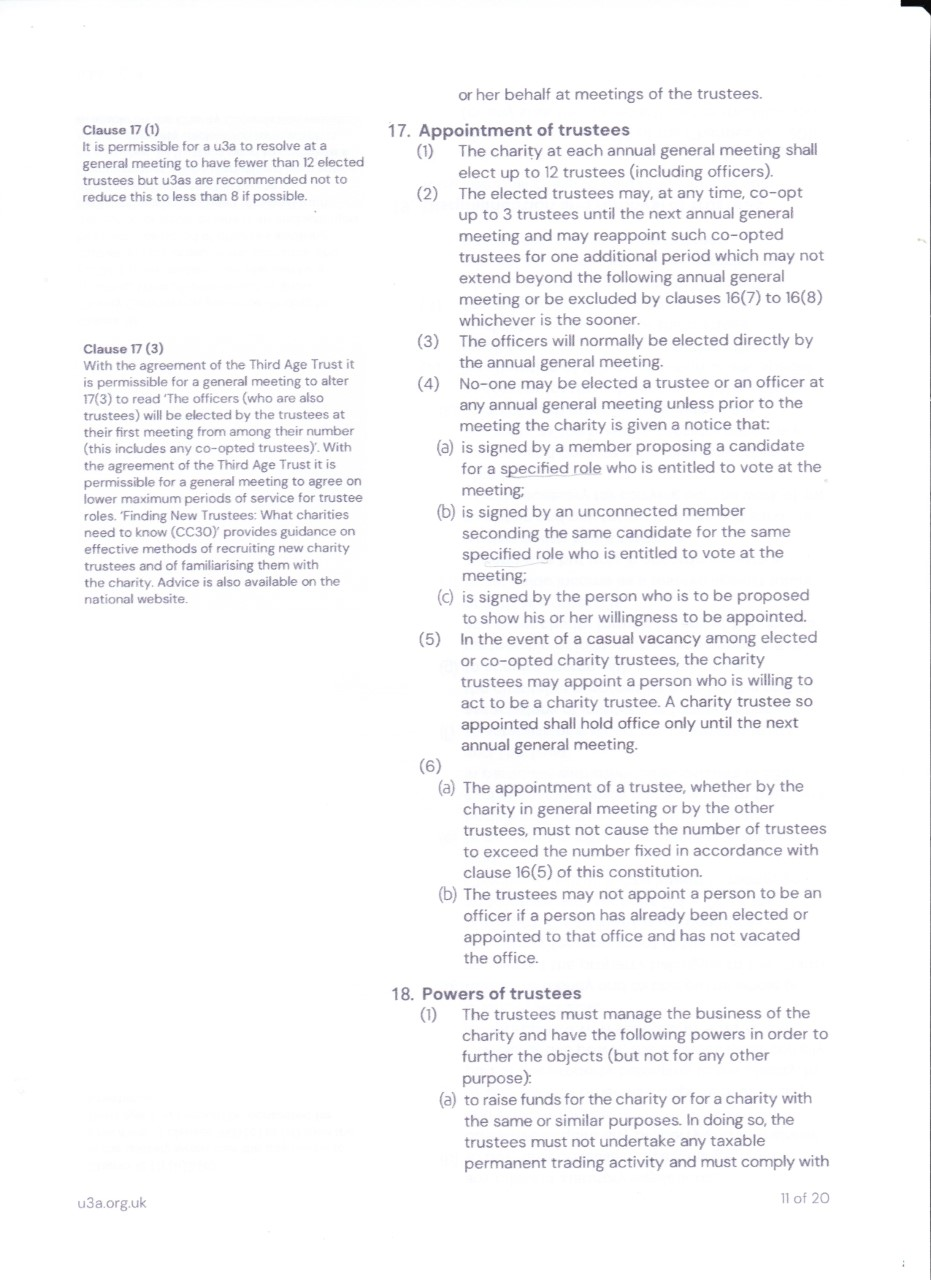 or her behalf at meetings of the trustees.
Clause 17 (1)
It is permissible for a u3a to resolve at a
general meeting to have fewer than 12 elected
trustees but u3as are recommended not to
reduce this to less than 8 if possible.
Clause 17 (3)
With the agreement of the Third Age Trust it
is permissible for a general meeting to alter
17(3) to read ‘The officers (who are also
trustees) will be elected by the trustees at
their first meeting from among their number
(this includes any co-opted trustees)’. With
the agreement of the Third Age Trust it is
permissible for a general meeting to agree on
lower maximum periods of service for trustee
roles. ‘Finding New Trustees: What charities
need to know (CC30)’ provides guidance on
effective methods of recruiting new charity
trustees and of familiarising them with
the charity. Advice is also available on the
national website.
17. Appointment of trustees
(1) The charity at each annual general meeting shall
elect up to 12 trustees (including officers).
(2) The elected trustees may, at any time, co-opt
up to 3 trustees until the next annual general
meeting and may reappoint such co-opted
trustees for one additional period which may not
extend beyond the following annual general
meeting or be excluded by clauses 16(7) to 16(8)
whichever is the sooner.
(3) The officers will normally be elected directly by
the annual general meeting.
(4) No-one may be elected a trustee or an officer at
any annual general meeting unless prior to the
meeting the charity is given a notice that:
(a) is signed by a member proposing a candidate
for a specified role who is entitled to vote at the
meeting;
(b) is signed by an unconnected member
seconding the same candidate for the same
specified role who is entitled to vote at the
meeting;
(c) is signed by the person who is to be proposed
to show his or her willingness to be appointed.
(5) In the event of a casual vacancy among elected
or co-opted charity trustees, the charity
trustees may appoint a person who is willing to
act to be a charity trustee. A charity trustee so
appointed shall hold office only until the next
annual general meeting.
(6)
(a) The appointment of a trustee, whether by the
charity in general meeting or by the other
trustees, must not cause the number of trustees
to exceed the number fixed in accordance with
clause 16(5) of this constitution.
(b) The trustees may not appoint a person to be an
officer if a person has already been elected or
appointed to that office and has not vacated
the office.
18. Powers of trustees
(1) The trustees must manage the business of the
charity and have the following powers in order to
further the objects (but not for any other
purpose):
(a) to raise funds for the charity or for a charity with
the same or similar purposes. In doing so, the
trustees must not undertake any taxable
permanent trading activity and must comply with
u3a.org.uk
11 of 20